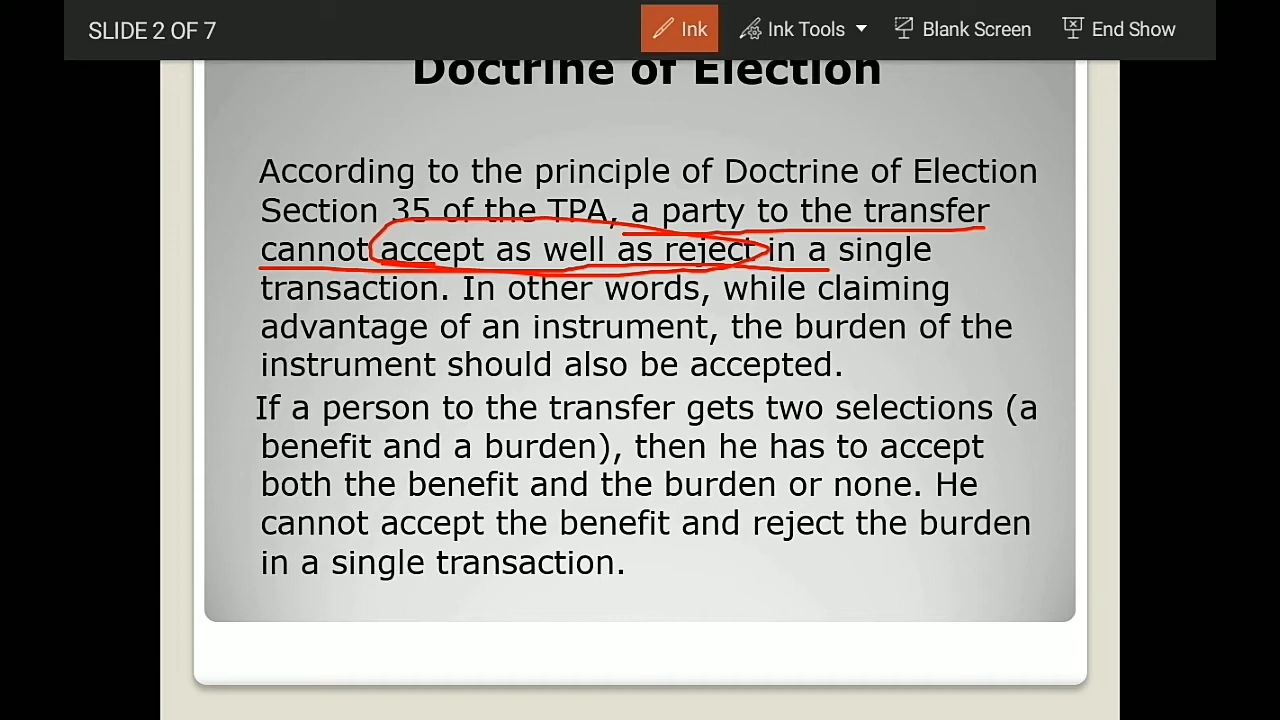 SLIDE 2 OF 7
Ink
Ink Tools
Blank Screen
End Show
Doctrine of Election
According to the principle of Doctrine of Election
Section 35 of the TPA, a party to the transfer
cannot accept as well as reject in a single
transaction. In other words, while claiming
advantage of an instrument, the burden of the
instrument should also be accepted.
If a person to the transfer gets two selections (a
benefit and a burden), then he has to accept
both the benefit and the burden or none. He
cannot accept the benefit and reject the burden
in a single transaction.